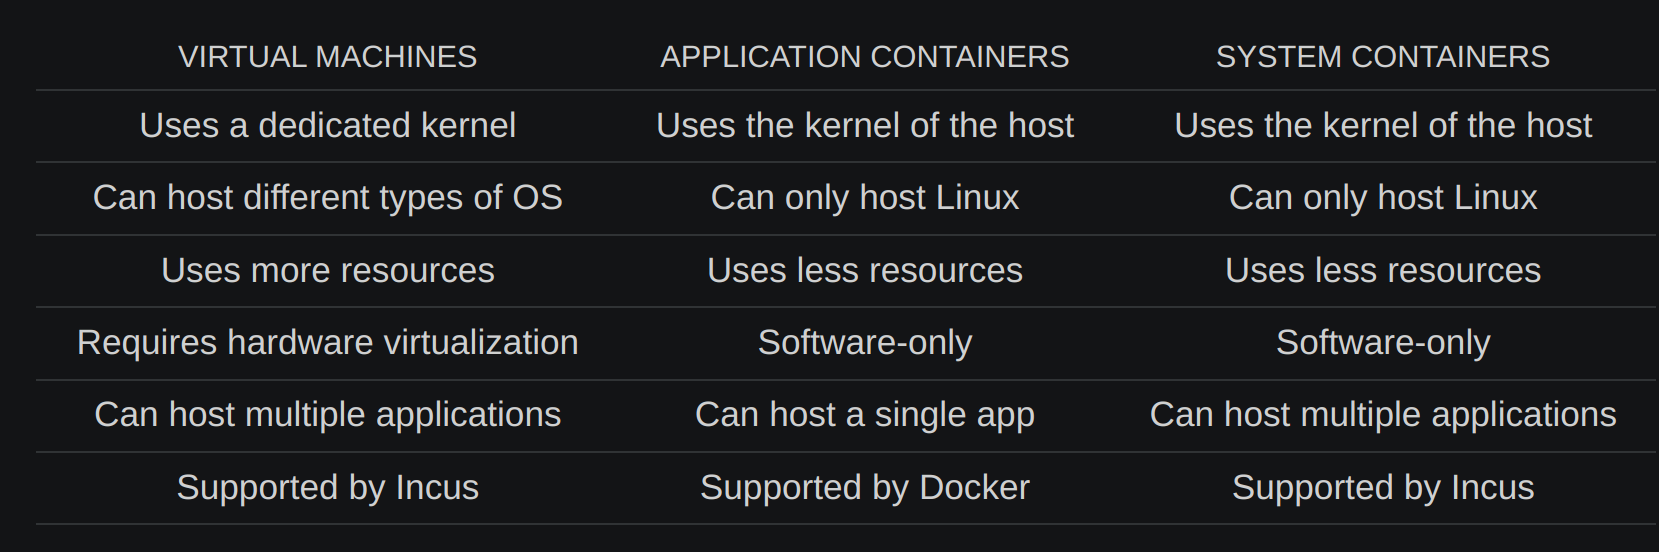 VIRTUAL MACHINES APPLICATION CONTAINERS SYSTEM CONTAINERS
Uses a dedicated kernel Uses the kernel of the host Uses the kernel of the host
Can host different types of OS Can only host Linux Can only host Linux
Uses more resources Uses less resources Uses less resources
Requires hardware virtualization Software-only Software-only
Can host multiple applications Can host a single app Can host multiple applications
Supported by Incus Supported by Docker Supported by Incus